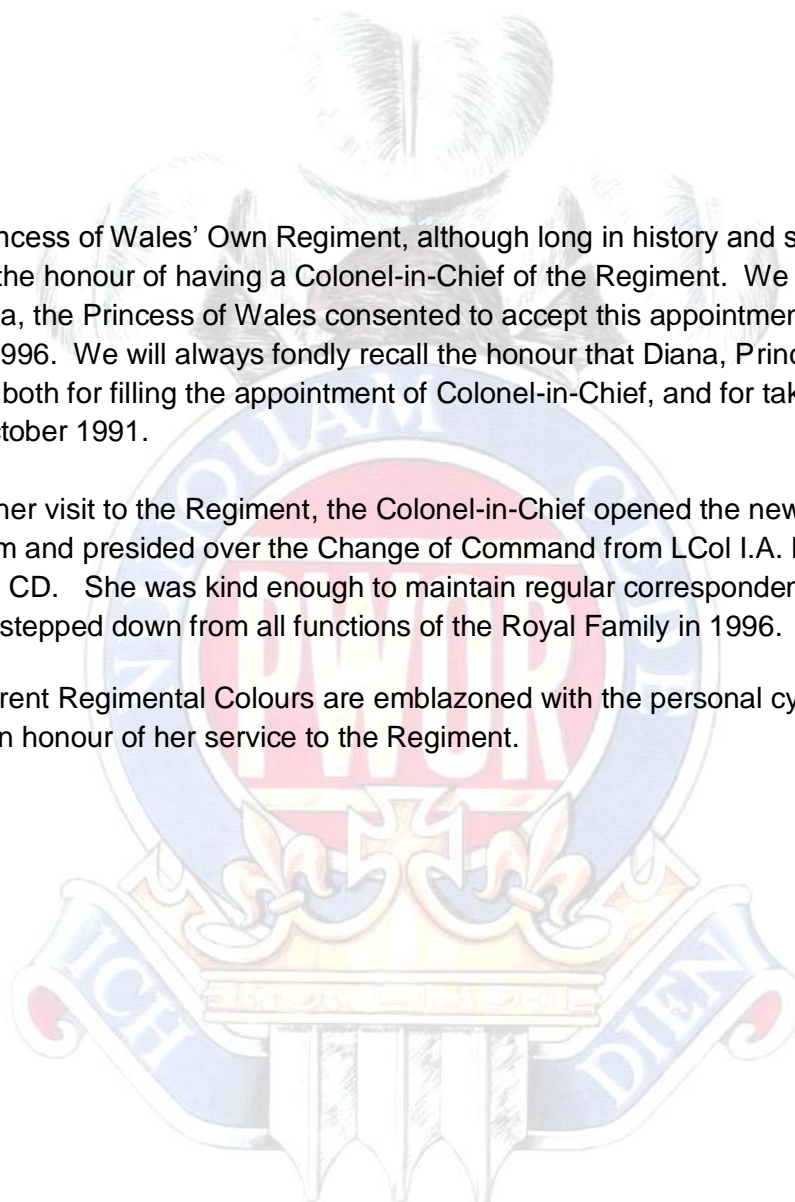 ncess of Wales' Own Regiment, although long in history and s
the honour of having a Colonel-in-Chief of the Regiment. We
a, the Princess of Wales consented to accept this appointmen
996. We will always fondly recall the honour that Diana, Princ
both for filling the appointment of Colonel-in-Chief, and for tak
ctober 1991.
her visit to the Regiment, the Colonel-in-Chief opened the new
m and presided over the Change of Command from LCol I.A.
CD. She was kind enough to maintain regular corresponden
stepped down from all functions of the Royal Family in 1996.
rent Regimental Colours are emblazoned with the personal cy
n honour of her service to the Regiment.
NUNQUAM CEDE
PWOR
ICH DIEN